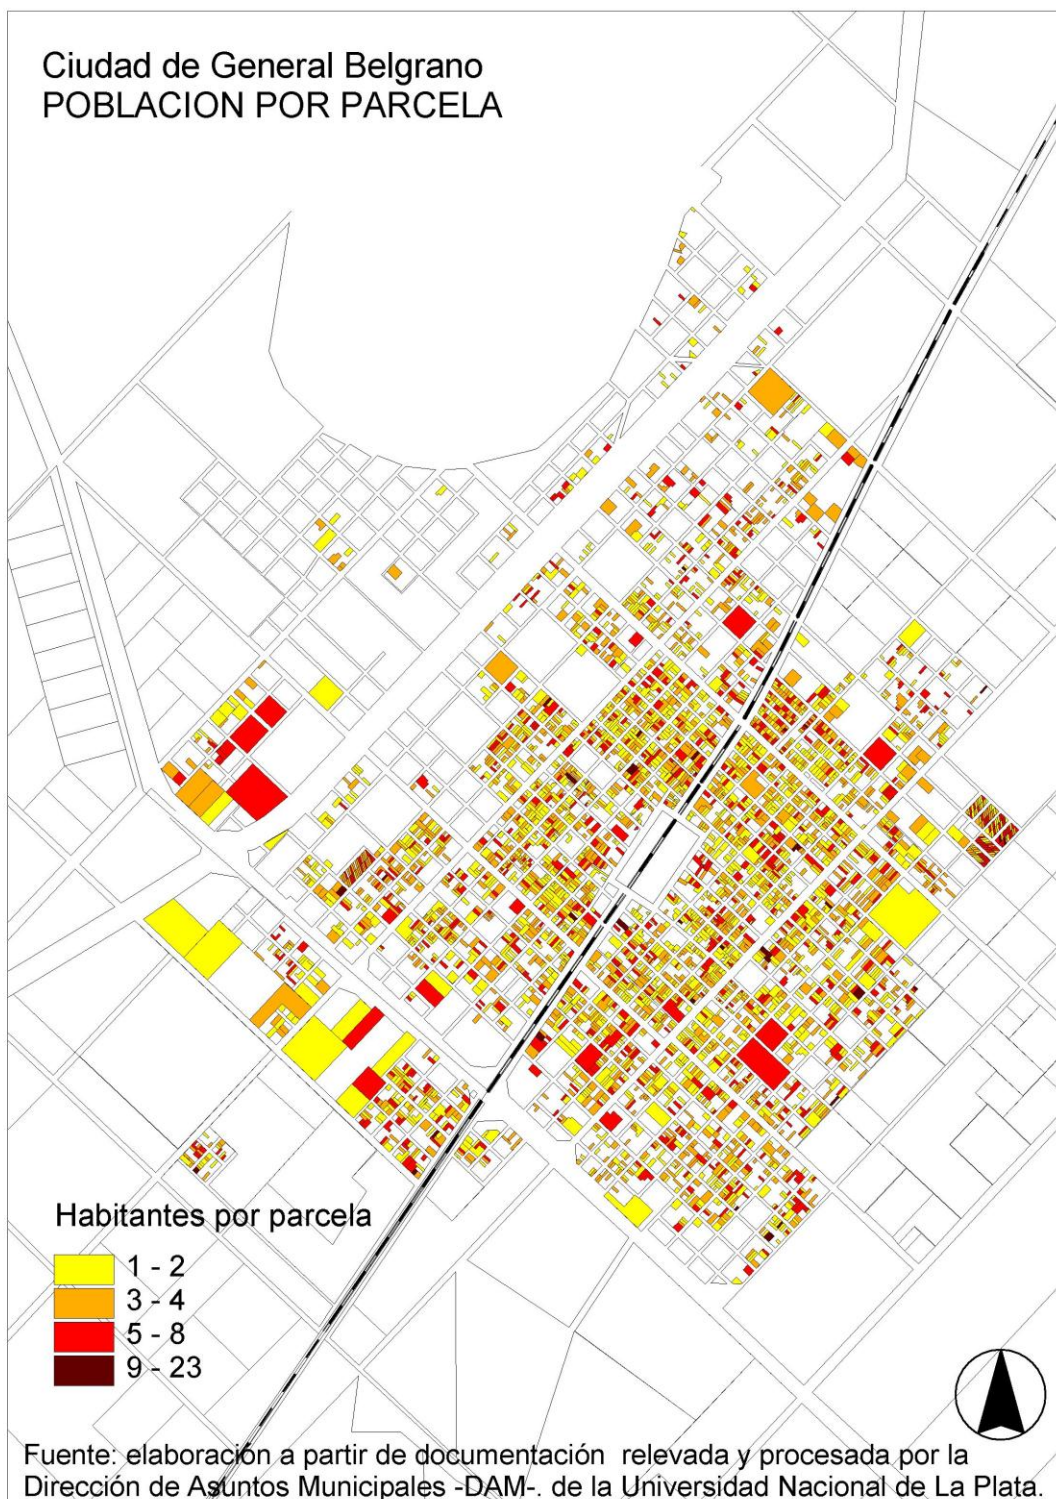 Ciudad de General Belgrano
POBLACION POR PARCELA
Habitantes por parcela
1 - 2
3 - 4
5 - 8
9 - 23
Fuente: elaboración a partir de documentación relevada y procesada por la
Dirección de Asuntos Municipales -DAM-. de la Universidad Nacional de La Plata.